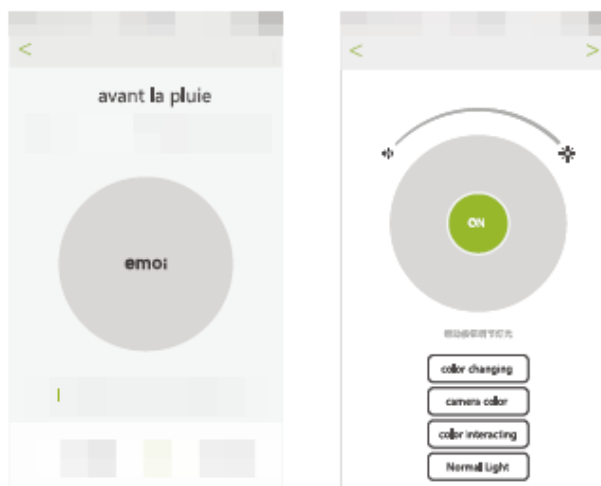 <
avant la pluie
emoi
<
>
ON
color changing
camera color
color interacting
Normal Light